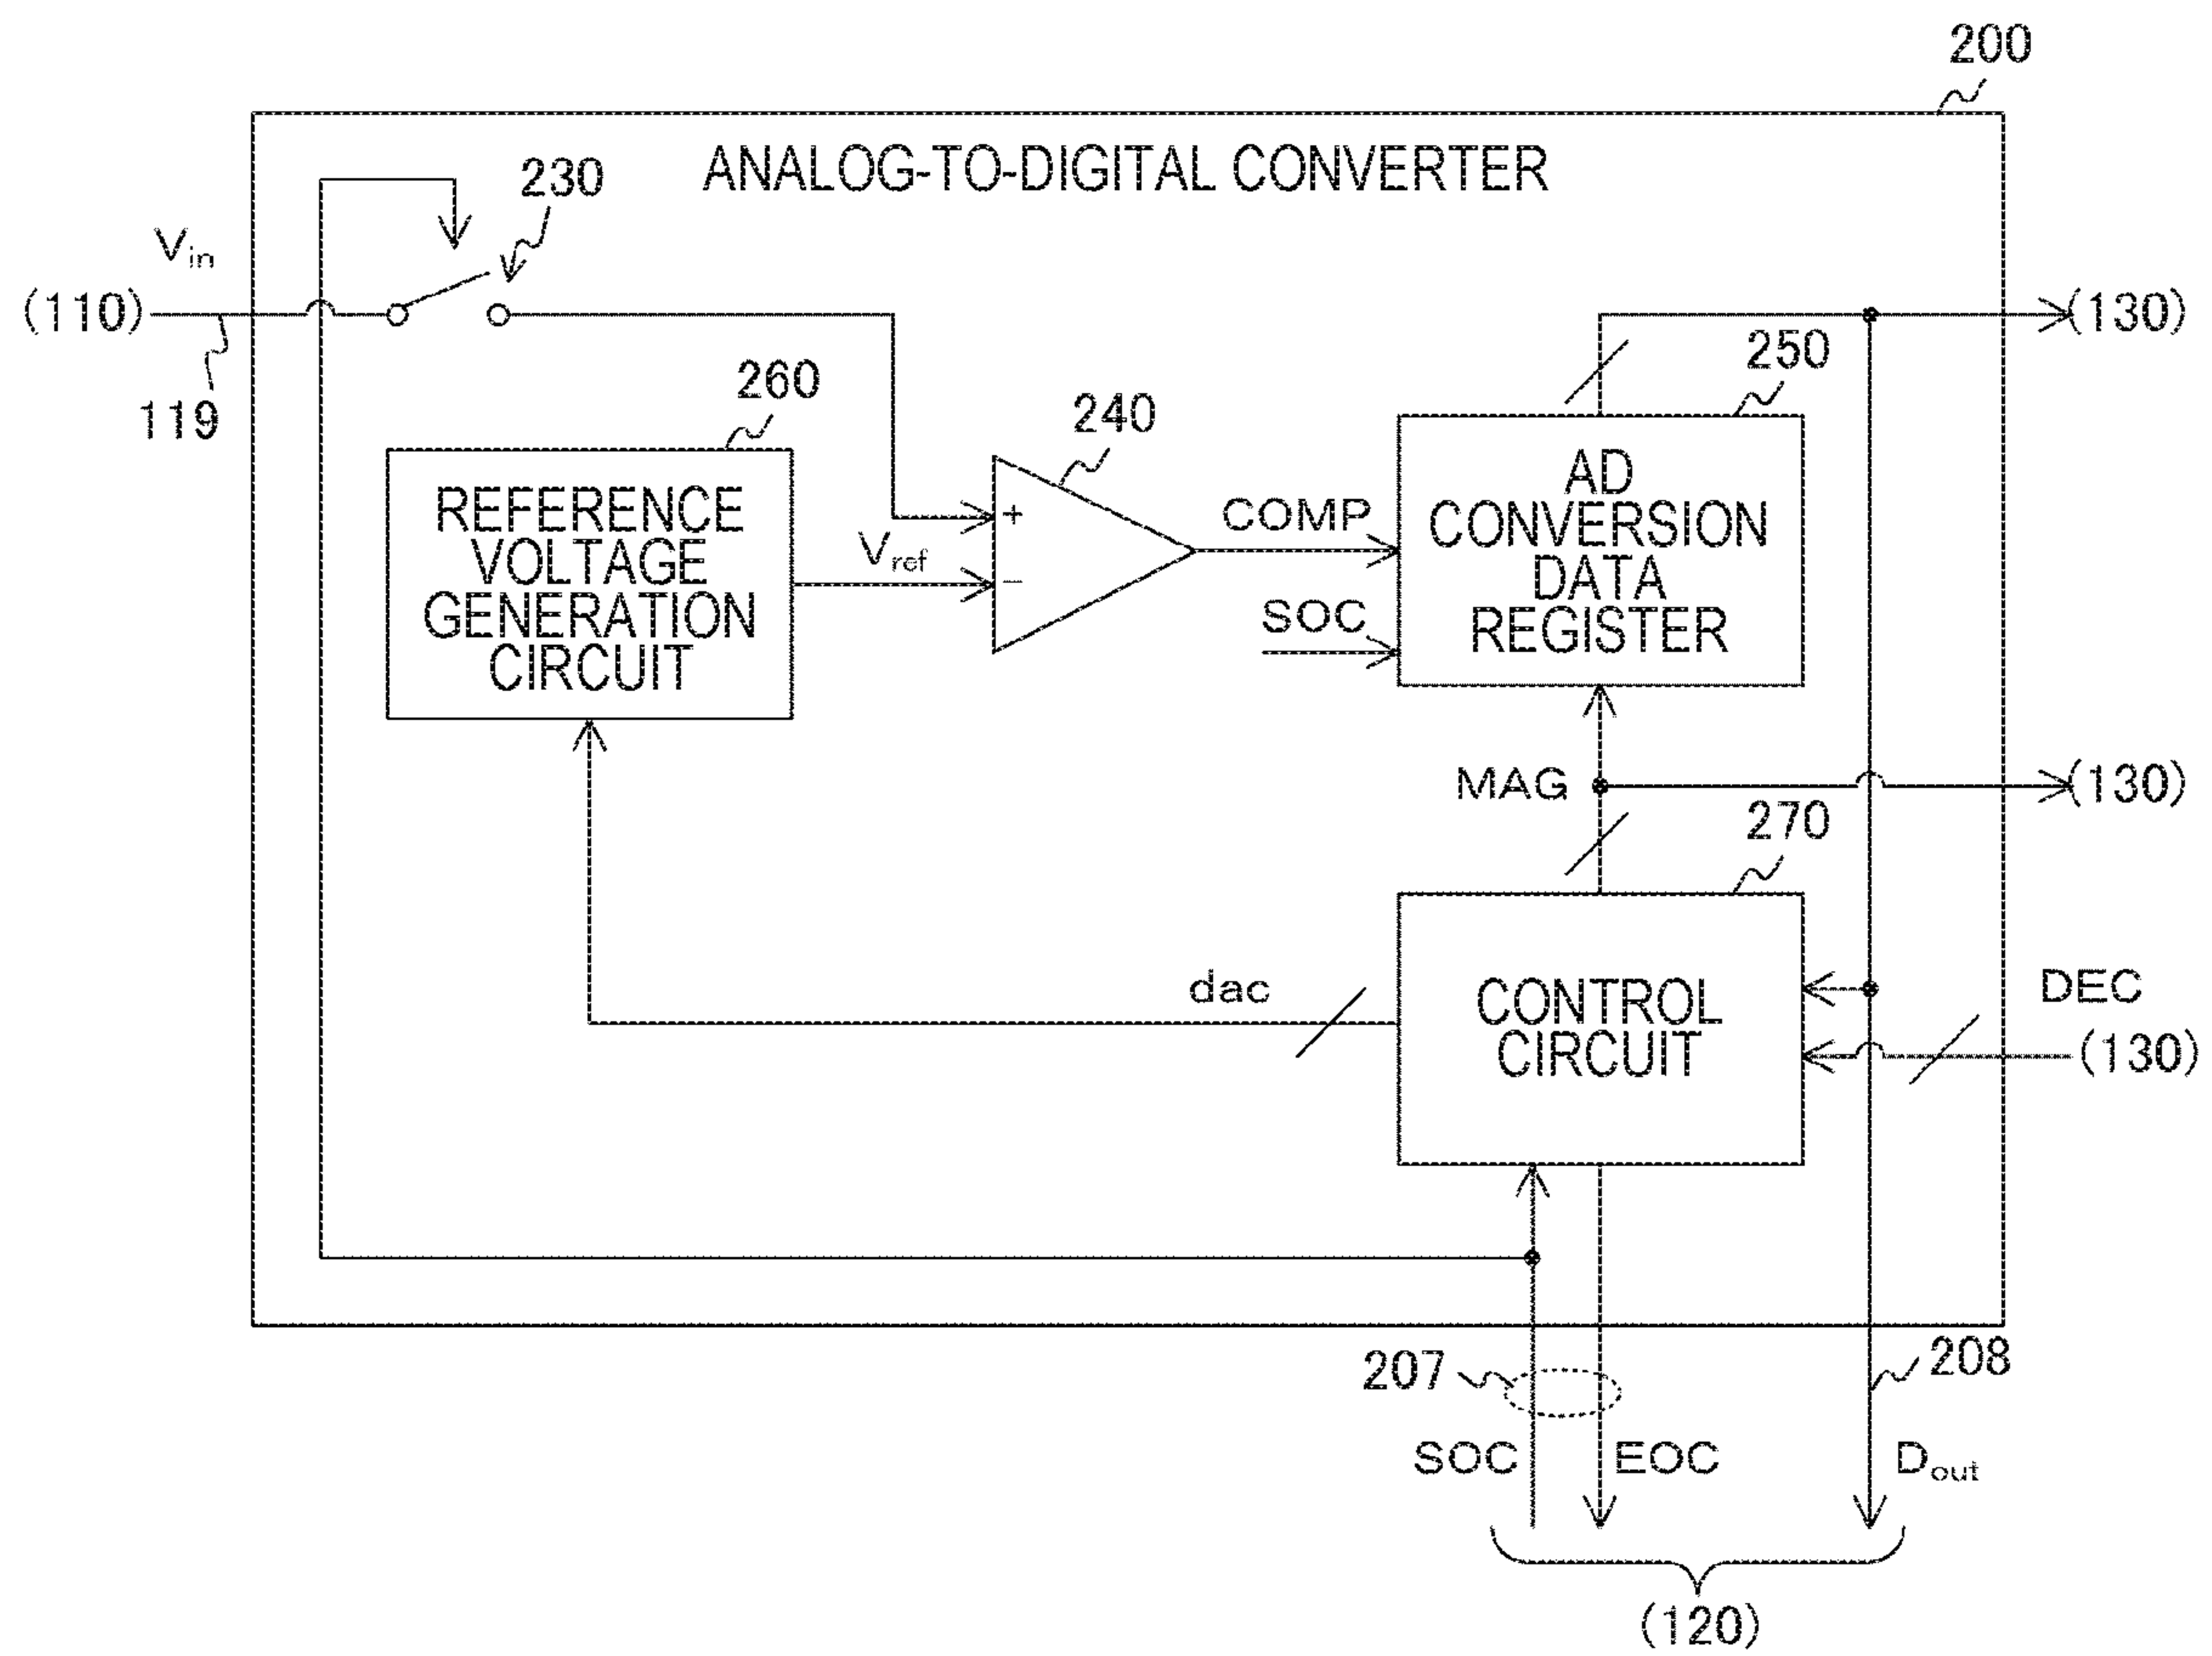 200
ANALOG-TO-DIGITAL CONVERTER
230
Vin
(110)
(130)
119
260
240
250
REFERENCE
VOLTAGE
GENERATION
CIRCUIT
+
Vref
−
COMP
SOC
AD
CONVERSION
DATA
REGISTER
MAG
(130)
270
dac
CONTROL
CIRCUIT
DEC
(130)
207
208
SOC
EOC
Dout
(120)